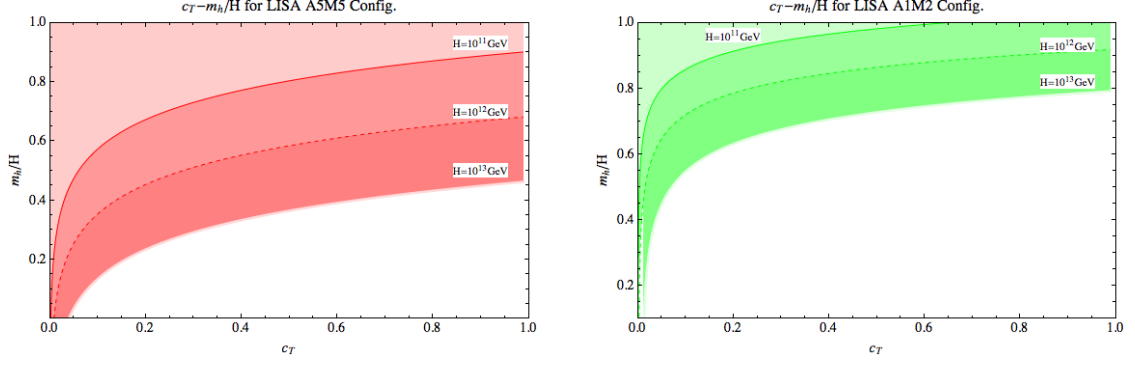 c_T−m_h/H for LISA A5M5 Config.
1.0
0.8
0.6
0.4
0.2
m_h/H
H=10^11GeV
H=10^12GeV
H=10^13GeV
0.0 0.2 0.4 0.6 0.8 1.0
c_T
c_T−m_h/H for LISA A1M2 Config.
1.0
0.8
0.6
0.4
0.2
m_h/H
H=10^11GeV
H=10^12GeV
H=10^13GeV
0.0 0.2 0.4 0.6 0.8 1.0
c_T